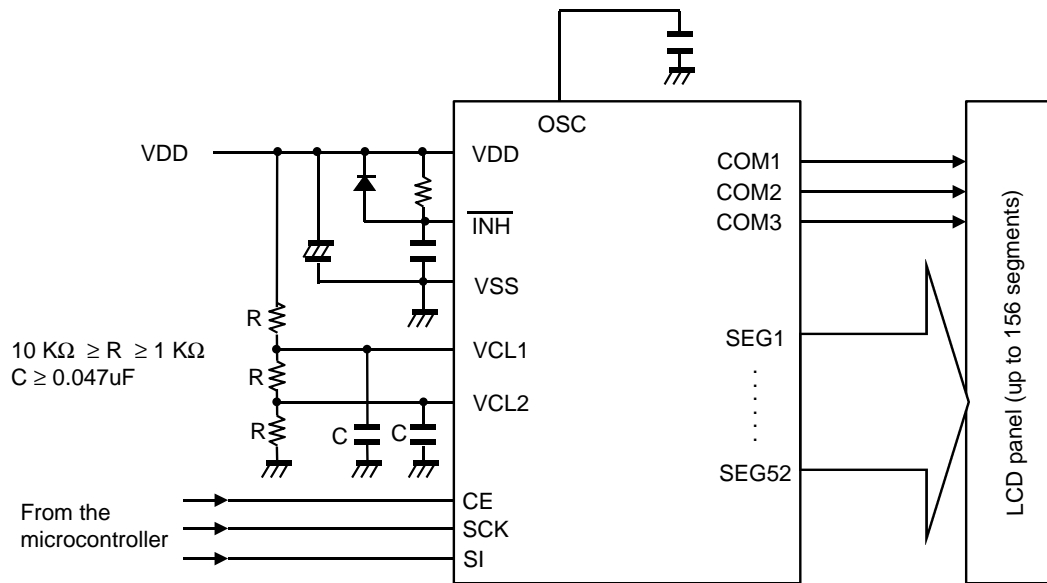 OSC
VDD
VDD
COM1
COM2
INH
COM3
VSS
R
10 KΩ ≥ R ≥ 1 KΩ
C ≥ 0.047uF
VCL1
SEG1
R
VCL2
R
C
C
SEG52
CE
From the
microcontroller
SCK
SI
LCD panel (up to 156 segments)